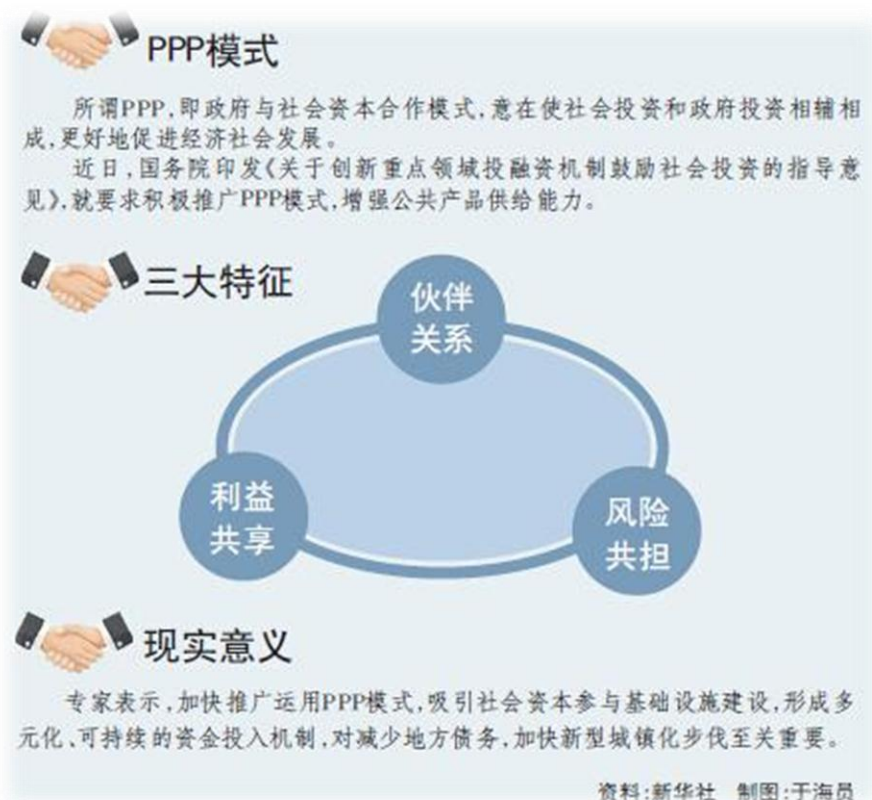 PPP模式
所谓PPP,即政府与社会资本合作模式,意在使社会投资和政府投资相辅相
成,更好地促进经济社会发展。
近日,国务院印发《关于创新重点领域投融资机制鼓励社会投资的指导意
见》,就要求积极推广PPP模式,增强公共产品供给能力。
三大特征
伙伴
关系
利益
共享
风险
共担
现实意义
专家表示,加快推广运用PPP模式,吸引社会资本参与基础设施建设,形成多
元化、可持续的资金投入机制,对减少地方债务,加快新型城镇化步伐至关重要。
资料:新华社 制图:于海员